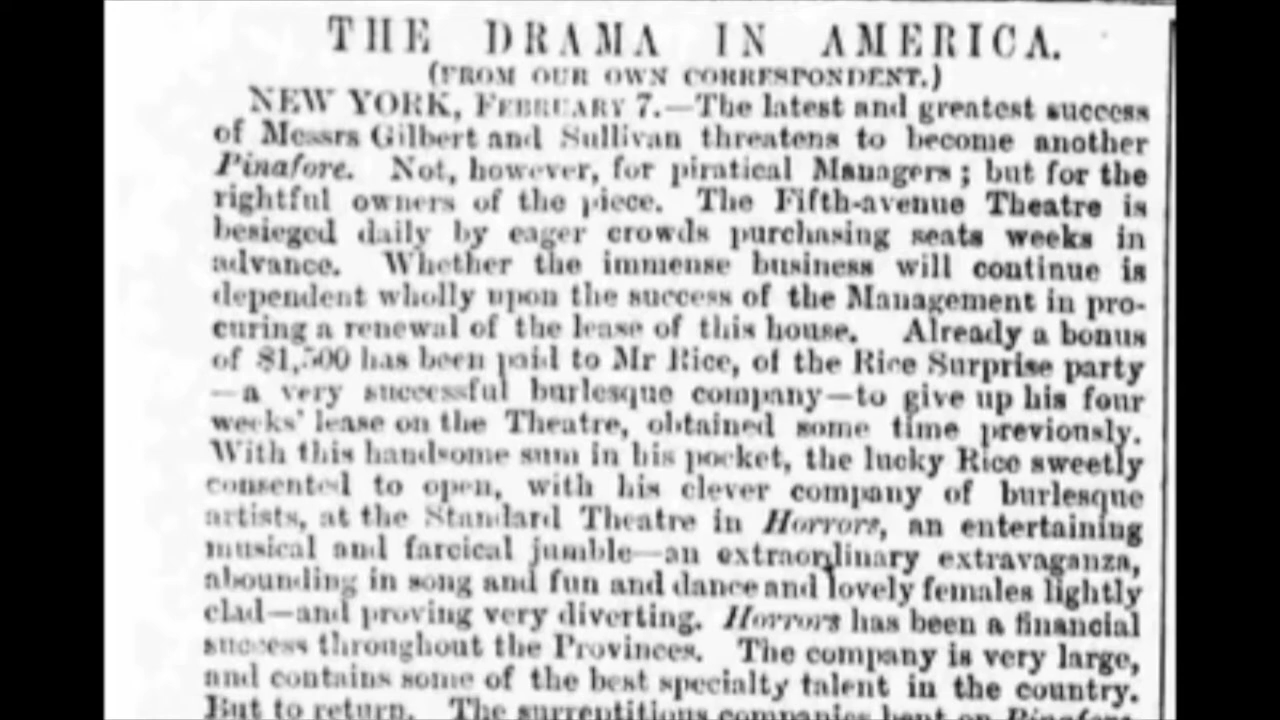 THE DRAMA IN AMERICA.
(FROM OUR OWN CORRESPONDENT.)
NEW YORK, FEBRUARY 7.—The latest and greatest success
of Messrs Gilbert and Sullivan threatens to become another
Pinafore. Not, however, for piratical Managers; but for the
rightful owners of the piece. The Fifth-avenue Theatre is
besieged daily by eager crowds purchasing seats weeks in
advance. Whether the immense business will continue is
dependent wholly upon the success of the Management in pro-
curing a renewal of the lease of this house. Already a bonus
of $1,500 has been paid to Mr Rice, of the Rice Surprise party
—a very successful burlesque company—to give up his four
weeks' lease on the Theatre, obtained some time previously.
With this handsome sum in his pocket, the lucky Rice sweetly
consented to open, with his clever company of burlesque
artists, at the Standard Theatre in Horrors, an entertaining
musical and farcical jumble—an extraordinary extravaganza,
abounding in song and fun and dance and lovely females lightly
clad—and proving very diverting. Horrors has been a financial
success throughout the Provinces. The company is very large,
and contains some of the best specialty talent in the country.
But to return. The surreptitious companies bent on Pinafore